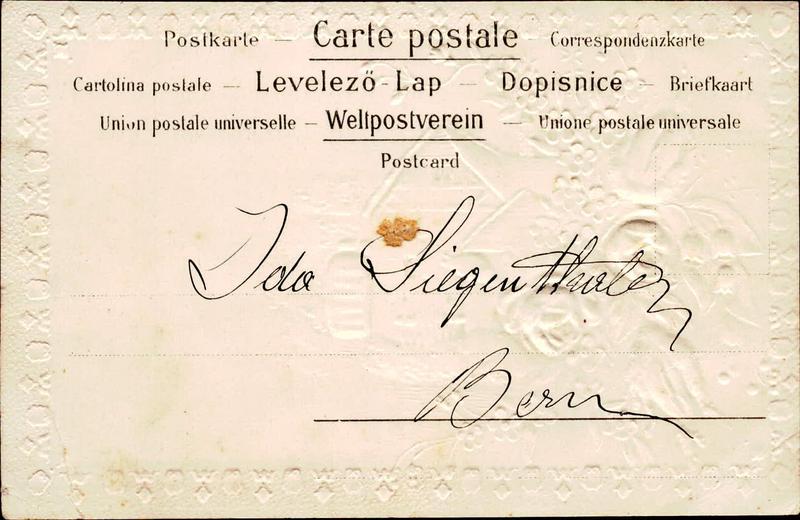 Postkarte — Carte postale — Correspondenzkarte
Cartolina postale — Levelező-Lap — Dopisnice — Briefkaart
Union postale universelle — Weltpostverein — Unione postale universale
Postcard
Ida Siegenthaler
Bern